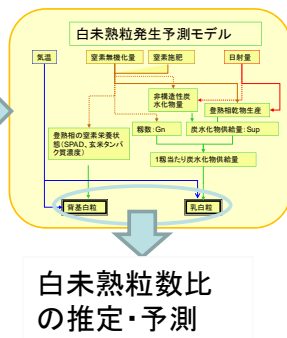 白未熟粒発生予測モデル
気温
窒素無機化量
窒素施肥
日射量
非構造性炭
水化物量
登熟相乾物生産
登熟相の窒素栄養状
態(SPAD、玄米タンパ
ク質濃度)
籾数:Gn
炭水化物供給量:Sup
1籾当たり炭水化物供給量
背基白粒
乳白粒
白未熟粒数比
の推定・予測